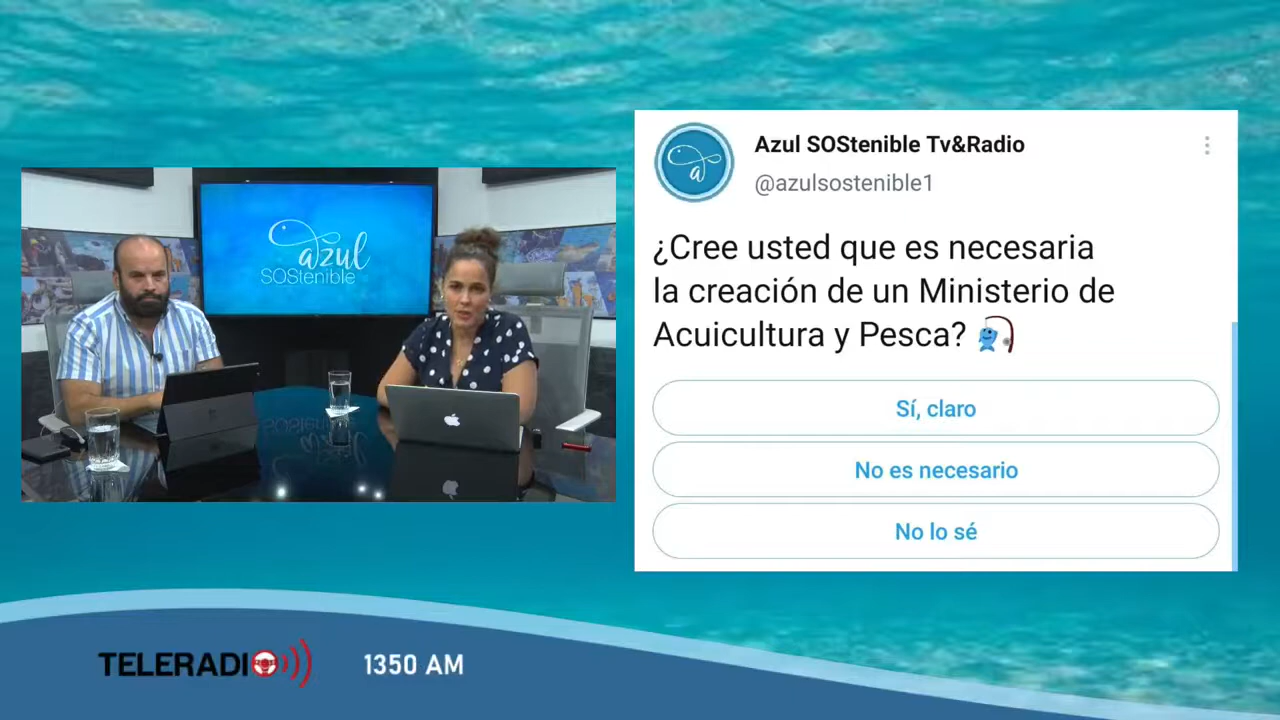 azul
SOStenible
Azul SOStenible Tv&Radio
@azulsostenible1
¿Cree usted que es necesaria
la creación de un Ministerio de
Acuicultura y Pesca?
Sí, claro
No es necesario
No lo sé
TELERADIO
1350 AM